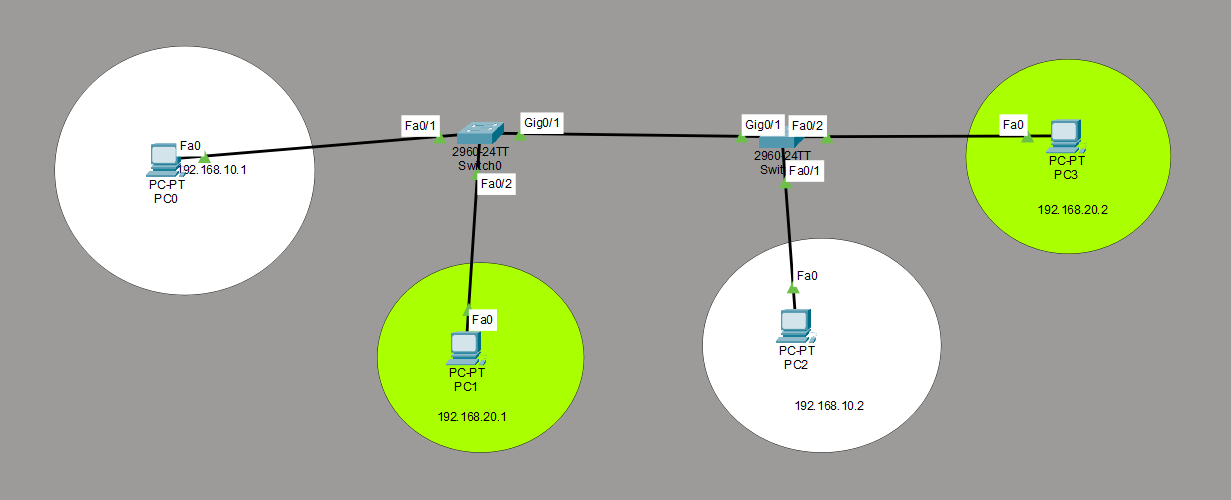 Fa0
192.168.10.1
PC-PT
PC0
Fa0/1
Gig0/1
2960-24TT
Switch0
Fa0/2
Fa0
PC-PT
PC1
192.168.20.1
Gig0/1
Fa0/2
2960-24TT
Fa0/1
Fa0
PC-PT
PC2
192.168.10.2
Fa0
PC-PT
PC3
192.168.20.2